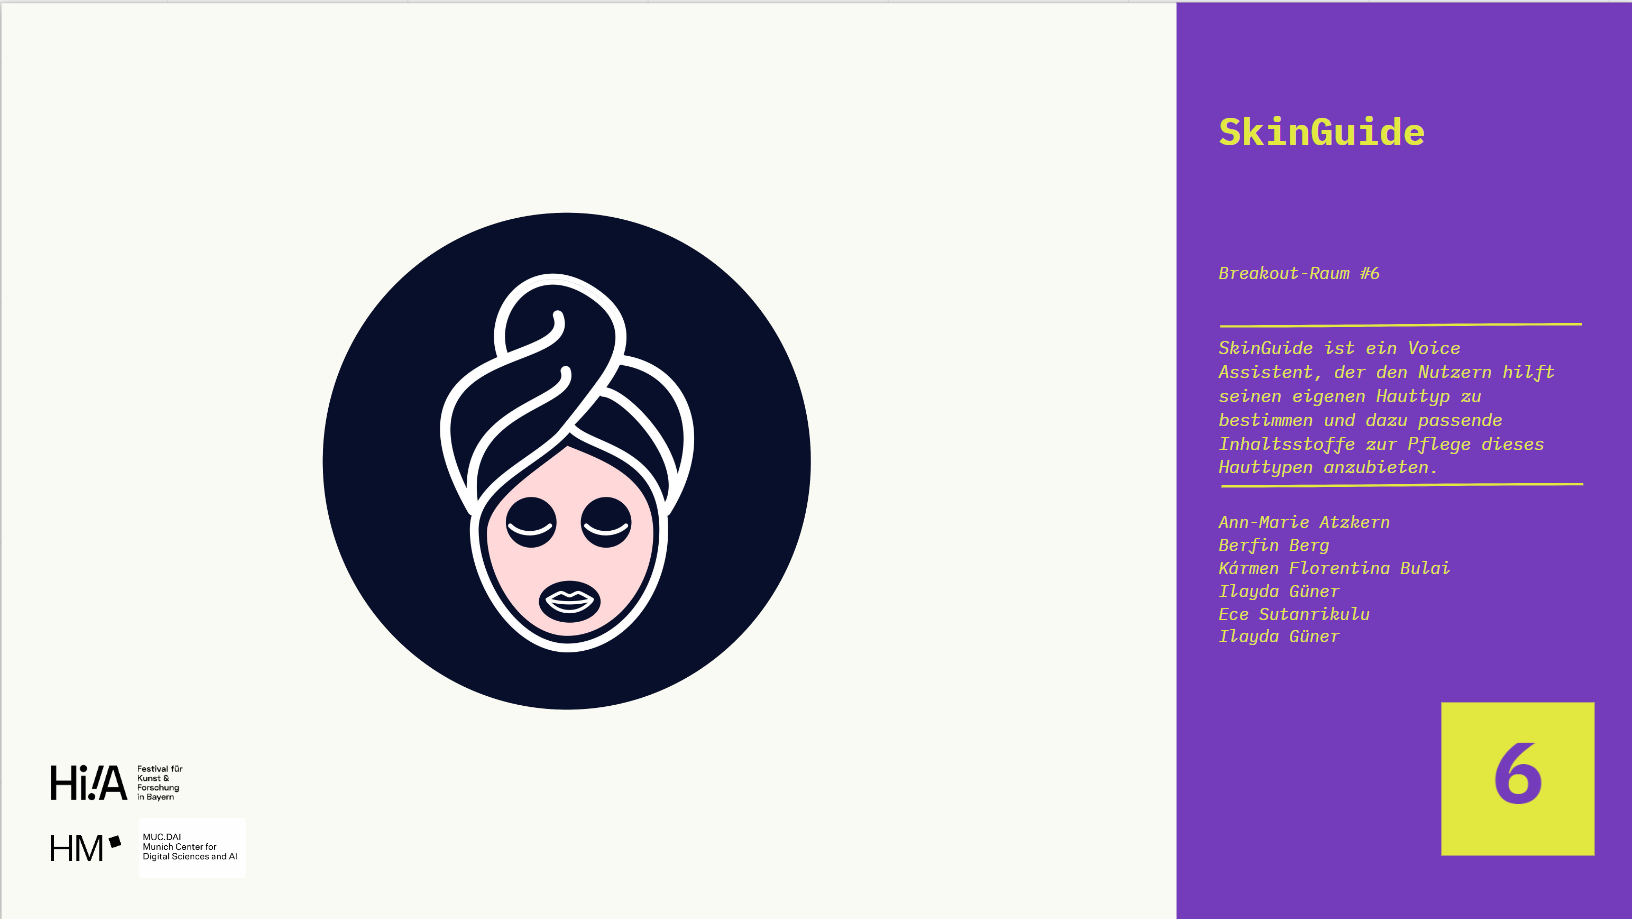 SkinGuide
Breakout-Raum #6
SkinGuide ist ein Voice
Assistent, der den Nutzern hilft
seinen eigenen Hauttyp zu
bestimmen und dazu passende
Inhaltsstoffe zur Pflege dieses
Hauttypen anzubieten.
Ann-Marie Atzkern
Berfin Berg
Kármen Florentina Bulai
Ilayda Güner
Ece Sutanrikulu
Ilayda Güner
6
Hi!A
Festival für
Kunst &
Forschung
in Bayern
HM
MUC.DAI
Munich Center for
Digital Sciences and AI